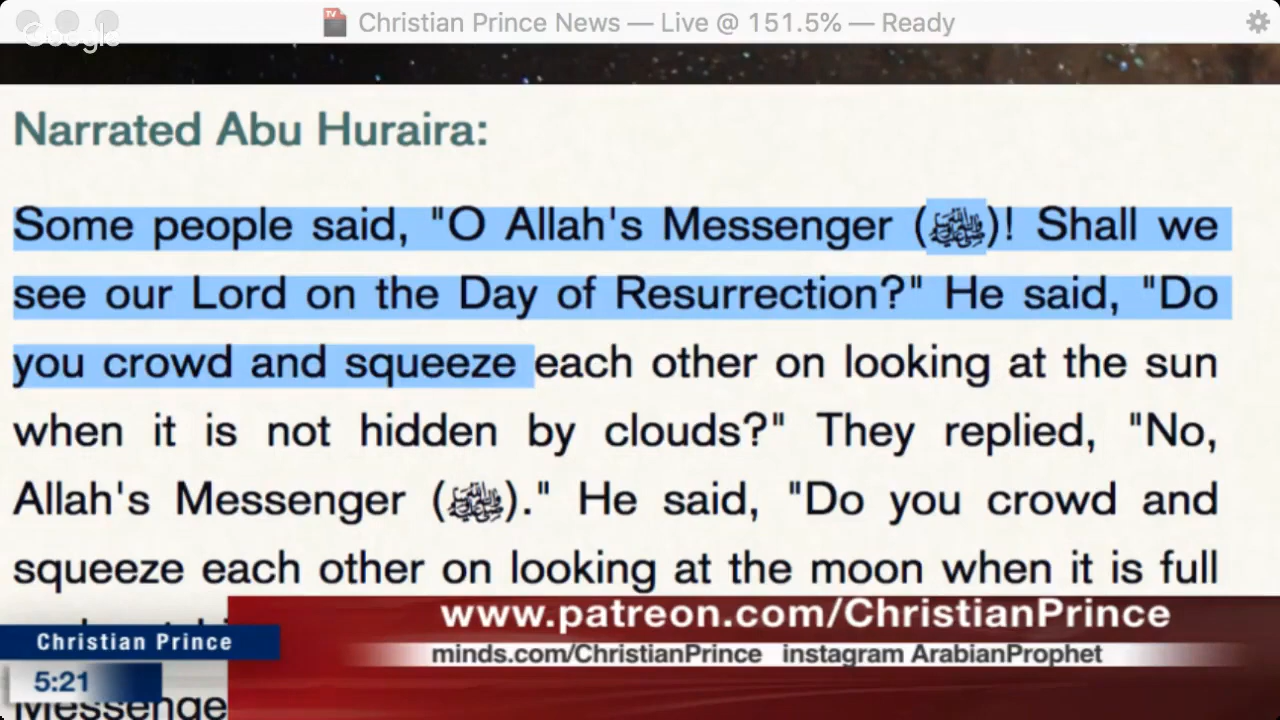 Christian Prince News — Live @ 151.5% — Ready
Google
Narrated Abu Huraira:
Some people said, "O Allah's Messenger (ﷺ)! Shall we
see our Lord on the Day of Resurrection?" He said, "Do
you crowd and squeeze each other on looking at the sun
when it is not hidden by clouds?" They replied, "No,
Allah's Messenger (ﷺ)." He said, "Do you crowd and
squeeze each other on looking at the moon when it is full
www.patreon.com/ChristianPrince
Christian Prince
minds.com/ChristianPrince instagram ArabianProphet
5:21
Messenge